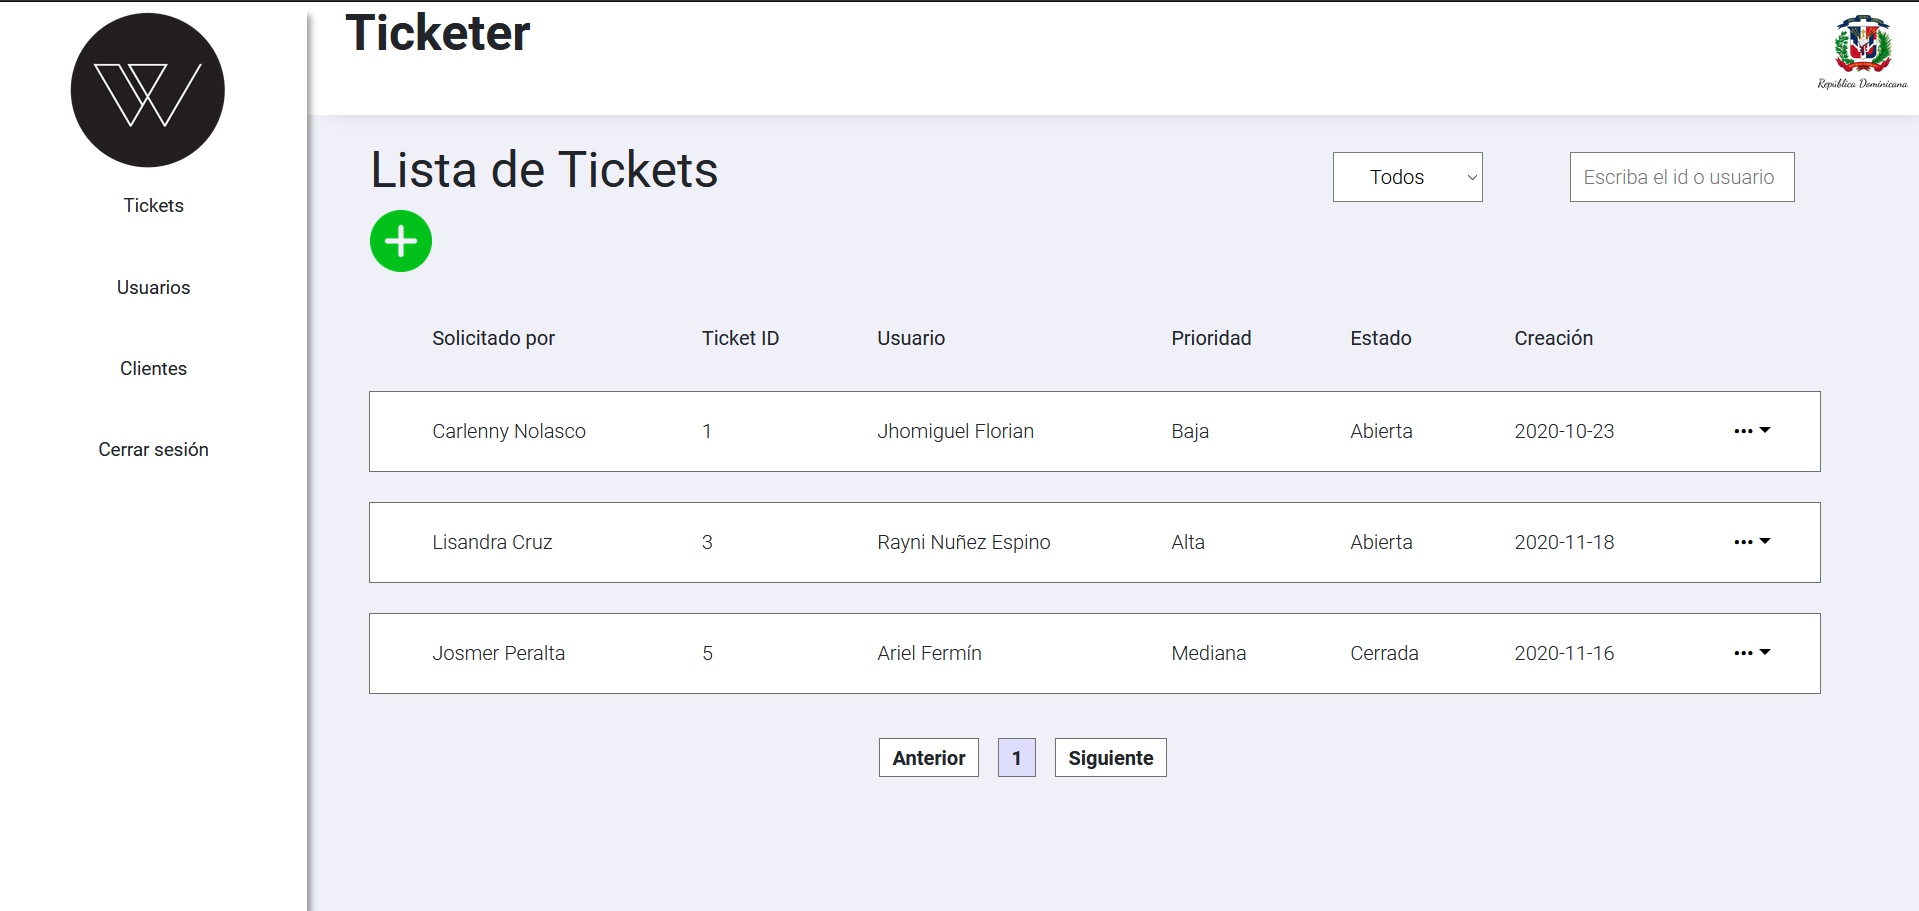 Ticketer
República Dominicana
Tickets
Usuarios
Clientes
Cerrar sesión
Lista de Tickets
Todos
Escriba el id o usuario
Solicitado por Ticket ID Usuario Prioridad Estado Creación
Carlenny Nolasco 1 Jhomiguel Florian Baja Abierta 2020-10-23
Lisandra Cruz 3 Rayni Nuñez Espino Alta Abierta 2020-11-18
Josmer Peralta 5 Ariel Fermín Mediana Cerrada 2020-11-16
Anterior 1 Siguiente